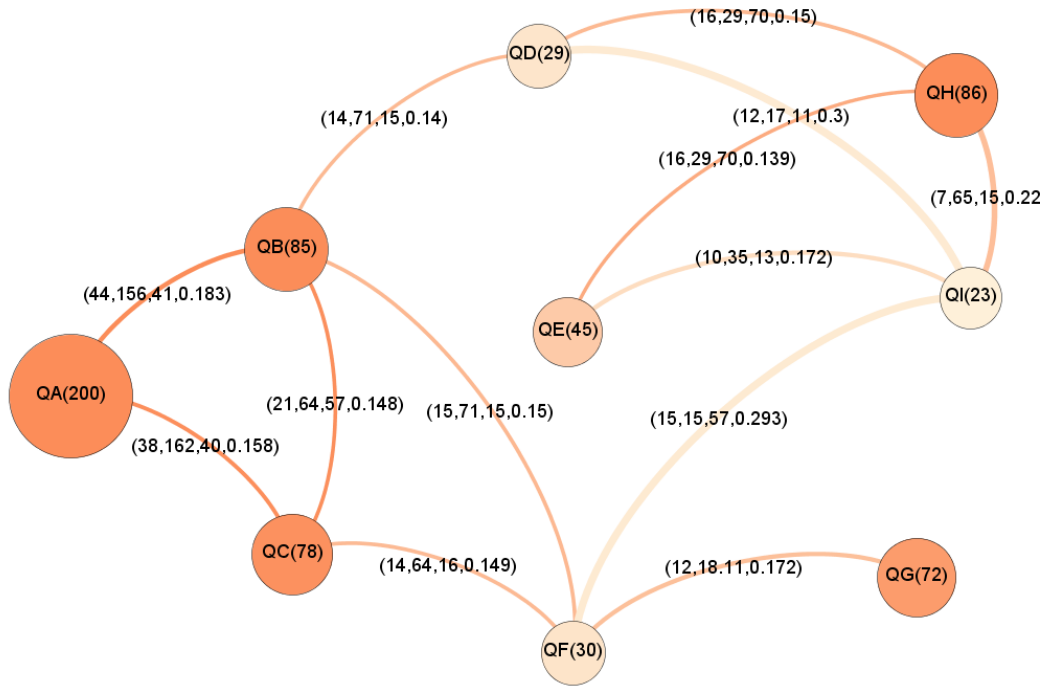 (16,29,70,0.15)
QD(29)
QH(86)
(14,71,15,0.14)
(12,17,11,0.3)
(16,29,70,0.139)
(7,65,15,0.22
QB(85)
(10,35,13,0.172)
(44,156,41,0.183)
QI(23)
QE(45)
QA(200)
(21,64,57,0.148)
(15,71,15,0.15)
(15,15,57,0.293)
(38,162,40,0.158)
QC(78)
(14,64,16,0.149)
(12,18.11,0.172)
QG(72)
QF(30)